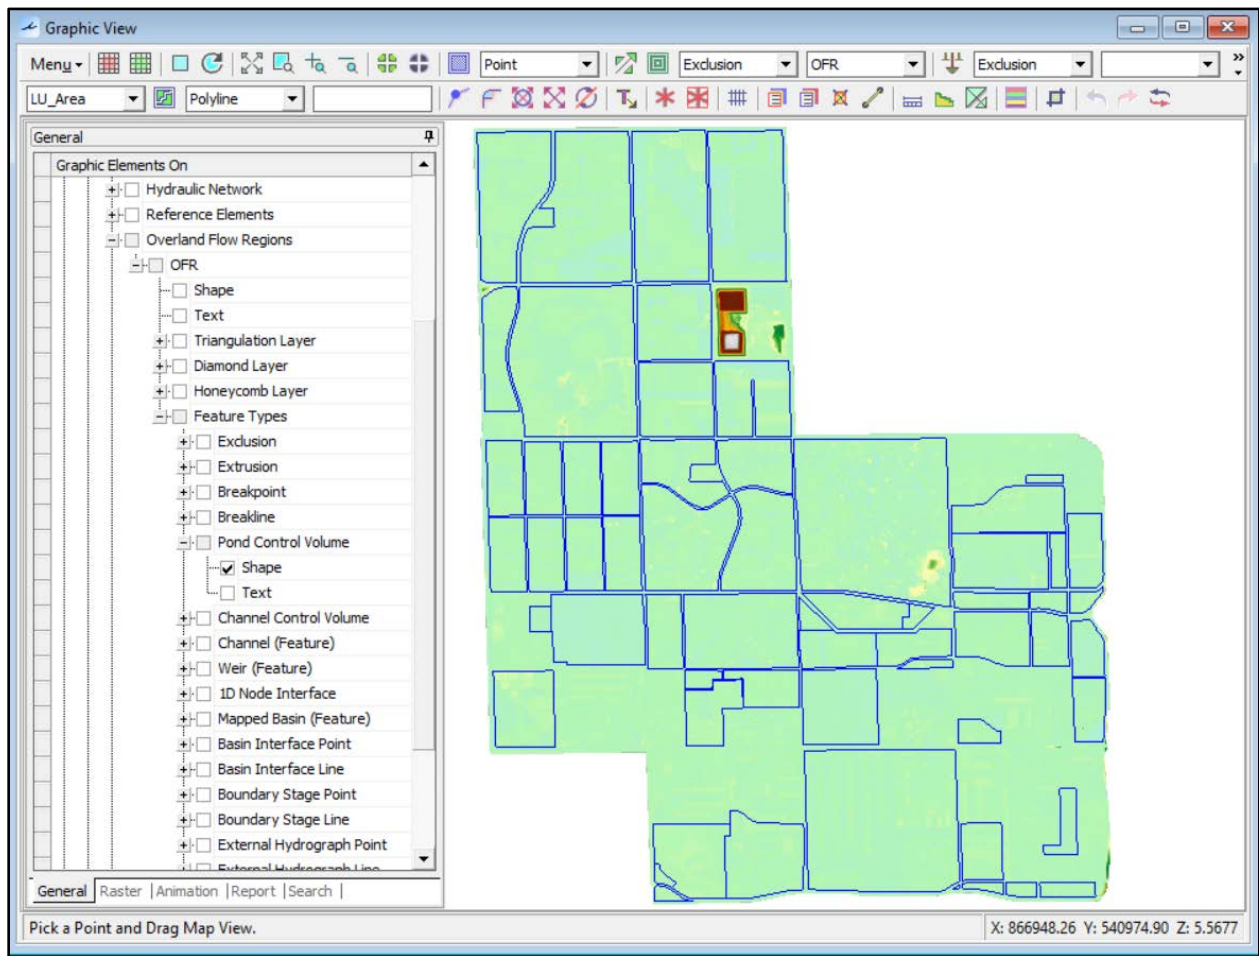 Graphic View
Menu Point Exclusion OFR Exclusion »
LU_Area Polyline
General
Graphic Elements On
Hydraulic Network
Reference Elements
Overland Flow Regions
OFR
Shape
Text
Triangulation Layer
Diamond Layer
Honeycomb Layer
Feature Types
Exclusion
Extrusion
Breakpoint
Breakline
Pond Control Volume
Shape
Text
Channel Control Volume
Channel (Feature)
Weir (Feature)
1D Node Interface
Mapped Basin (Feature)
Basin Interface Point
Basin Interface Line
Boundary Stage Point
Boundary Stage Line
External Hydrograph Point
External Hydrograph Line
General Raster Animation Report Search
Pick a Point and Drag Map View. X: 866948.26 Y: 540974.90 Z: 5.5677